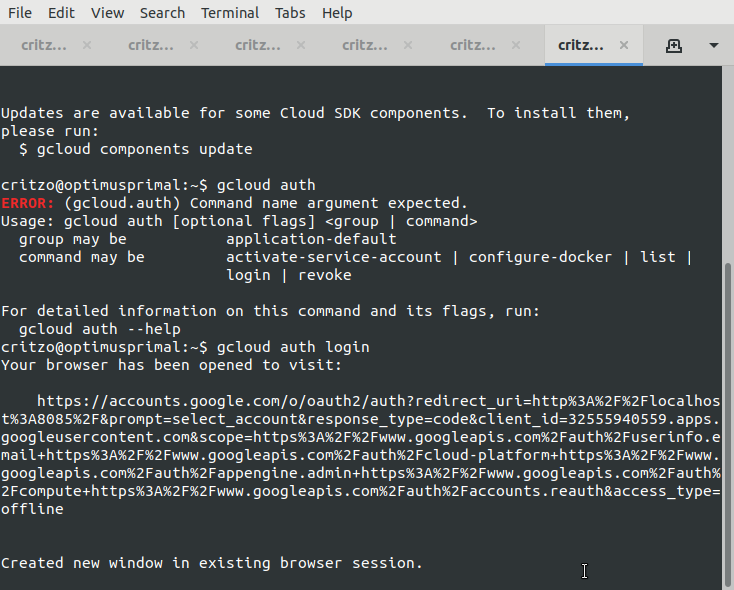 File Edit View Search Terminal Tabs Help
critz... × critz... × critz... × critz... × critz... × critz... ×
Updates are available for some Cloud SDK components.  To install them,
please run:
  $ gcloud components update
critzo@optimusprimal:~$ gcloud auth
ERROR: (gcloud.auth) Command name argument expected.
Usage: gcloud auth [optional flags] <group | command>
  group may be           application-default
  command may be         activate-service-account | configure-docker | list |
                         login | revoke
For detailed information on this command and its flags, run:
  gcloud auth --help
critzo@optimusprimal:~$ gcloud auth login
Your browser has been opened to visit:
    https://accounts.google.com/o/oauth2/auth?redirect_uri=http%3A%2F%2Flocalhos
t%3A8085%2F&prompt=select_account&response_type=code&client_id=32555940559.apps.
googleusercontent.com&scope=https%3A%2F%2Fwww.googleapis.com%2Fauth%2Fuserinfo.e
mail+https%3A%2F%2Fwww.googleapis.com%2Fauth%2Fcloud-platform+https%3A%2F%2Fwww.
googleapis.com%2Fauth%2Fappengine.admin+https%3A%2F%2Fwww.googleapis.com%2Fauth%
2Fcompute+https%3A%2F%2Fwww.googleapis.com%2Fauth%2Faccounts.reauth&access_type=
offline
Created new window in existing browser session.